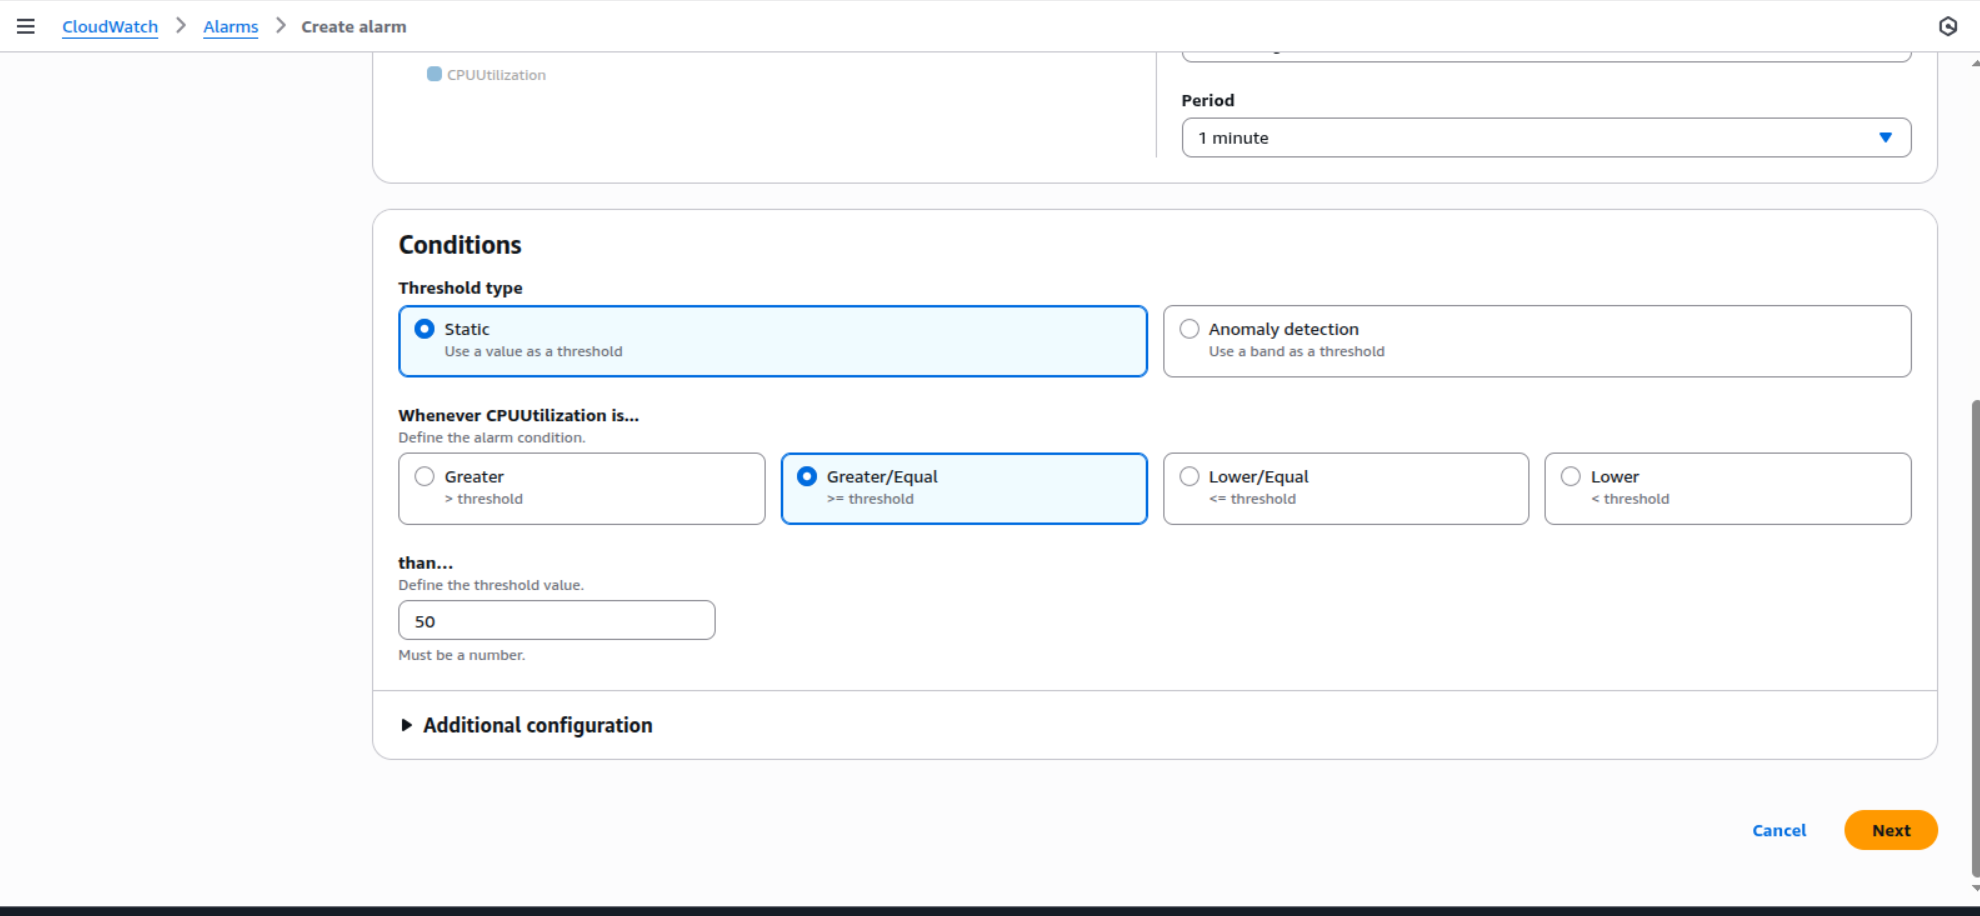 CloudWatch > Alarms > Create alarm
CPUUtilization
Period
1 minute
Conditions
Threshold type
Static
Use a value as a threshold
Anomaly detection
Use a band as a threshold
Whenever CPUUtilization is...
Define the alarm condition.
Greater
> threshold
Greater/Equal
>= threshold
Lower/Equal
<= threshold
Lower
< threshold
than...
Define the threshold value.
50
Must be a number.
Additional configuration
Cancel
Next